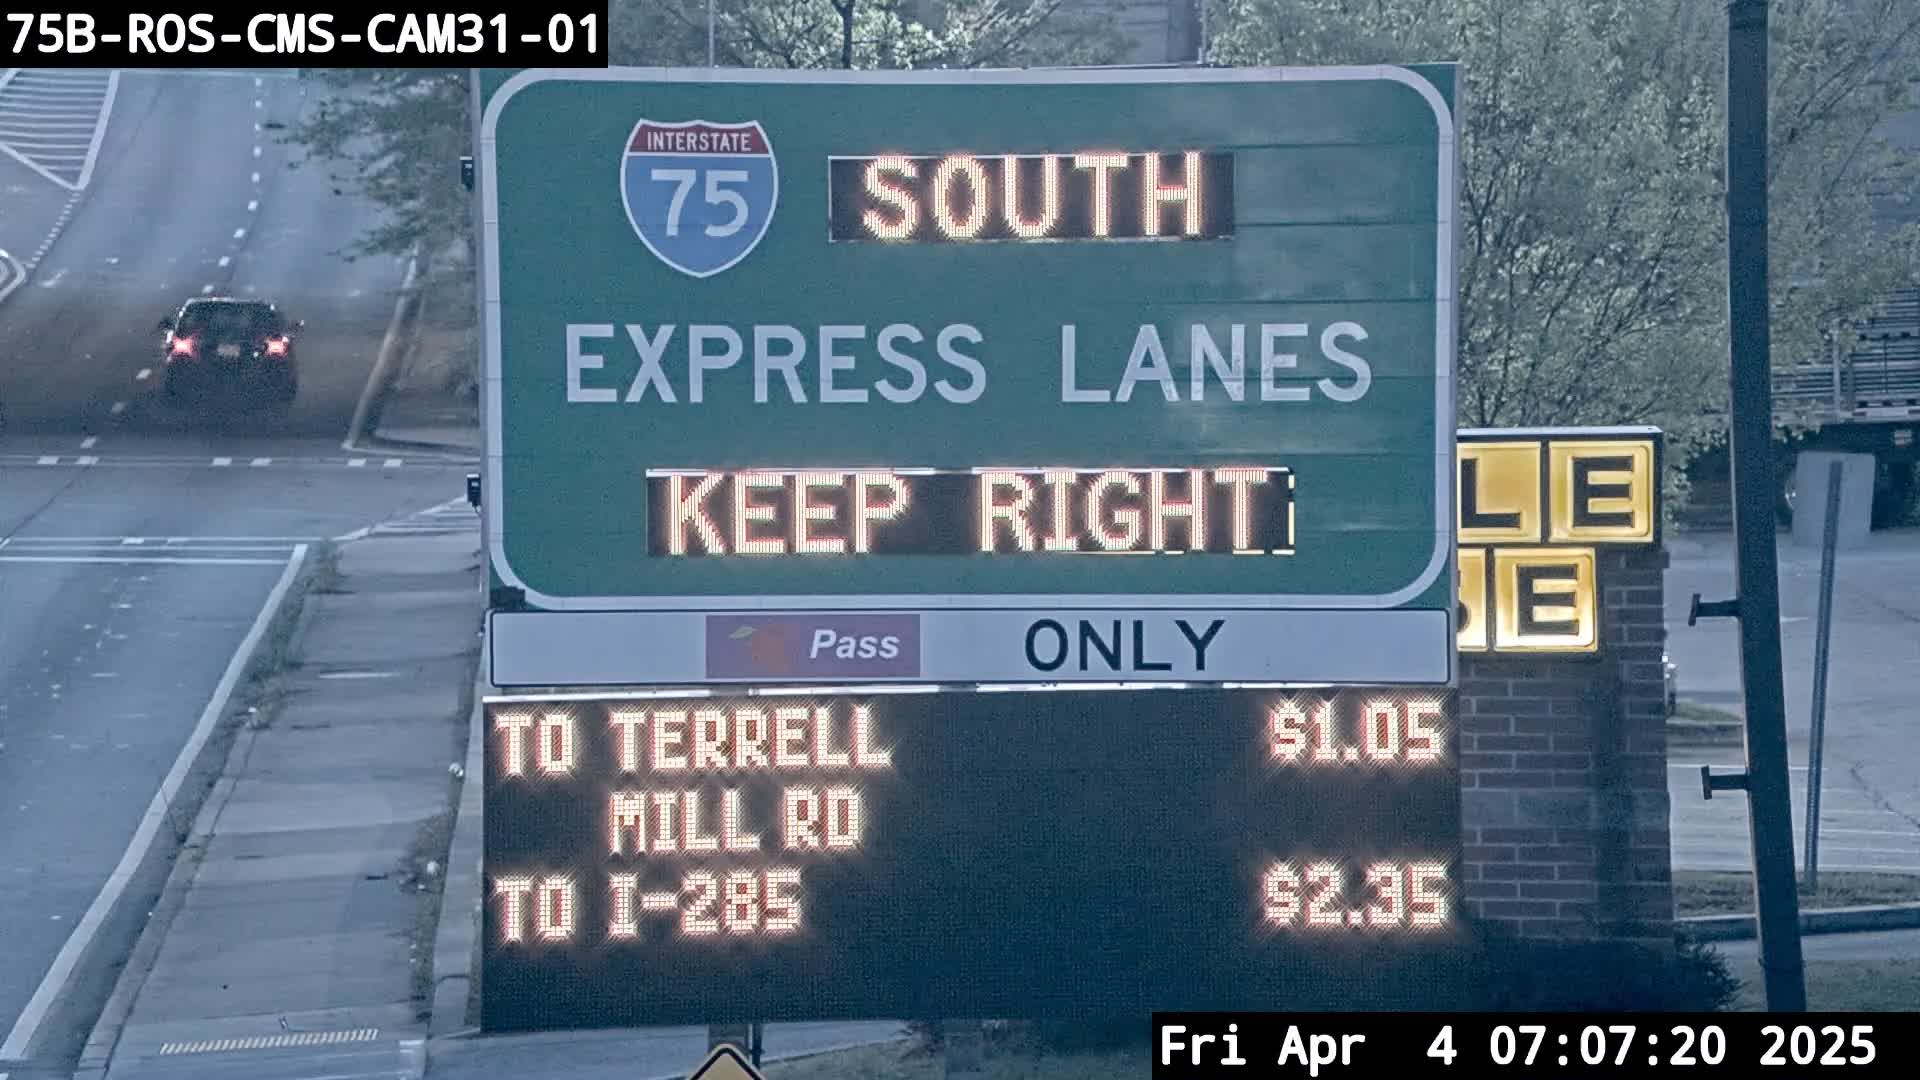 75B-ROS-CMS-CAM31-01
INTERSTATE
75
SOUTH
EXPRESS LANES
KEEP RIGHT
Pass ONLY
TO TERRELL $1.05
MILL RD
TO I-285 $2.35
LE
E
Fri Apr 4 07:07:20 2025